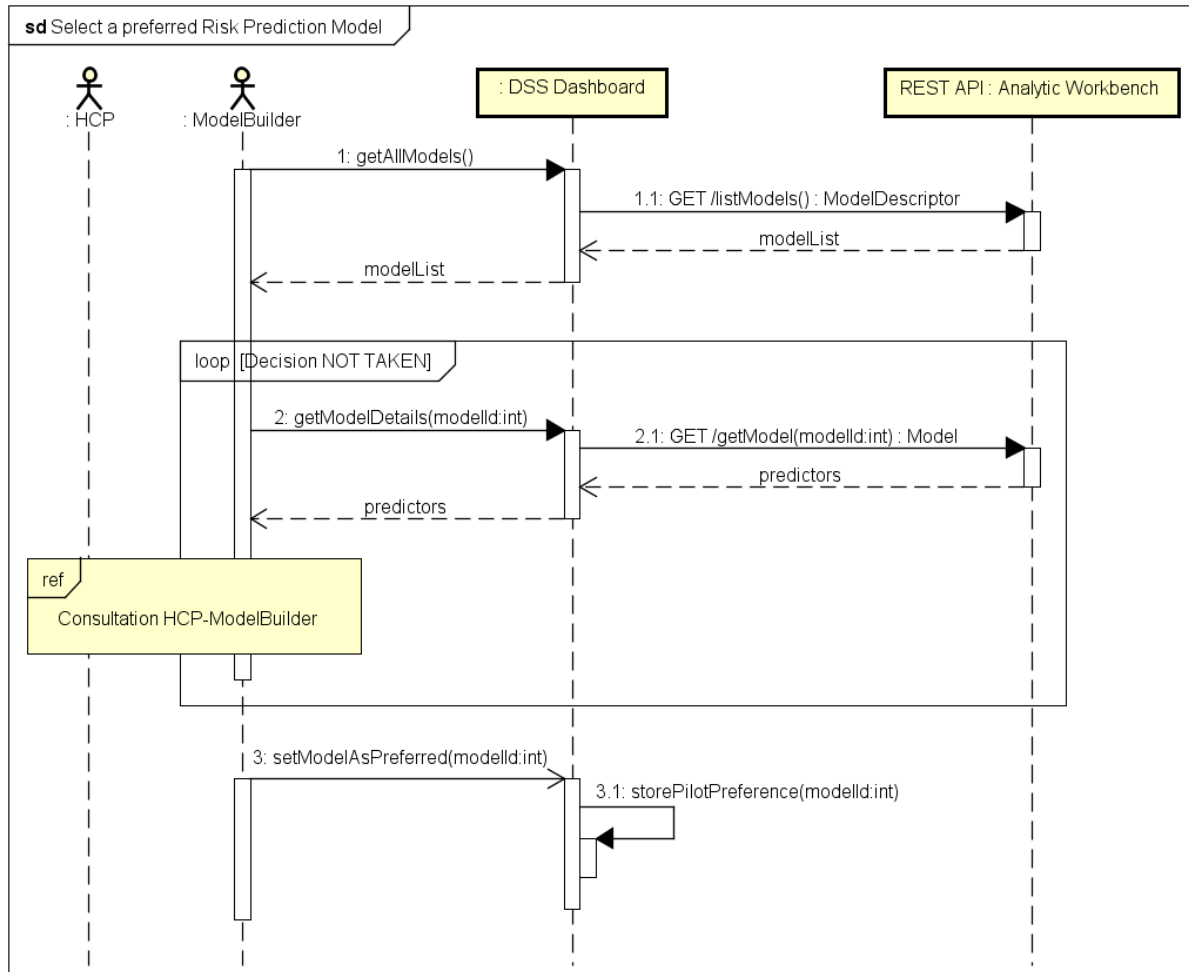 sd Select a preferred Risk Prediction Model
: HCP
: ModelBuilder
: DSS Dashboard
REST API : Analytic Workbench
1: getAllModels()
1.1: GET /listModels() : ModelDescriptor
modelList
modelList
loop [Decision NOT TAKEN]
2: getModelDetails(modelId:int)
2.1: GET /getModel(modelId:int) : Model
predictors
predictors
ref
Consultation HCP-ModelBuilder
3: setModelAsPreferred(modelId:int)
3.1: storePilotPreference(modelId:int)